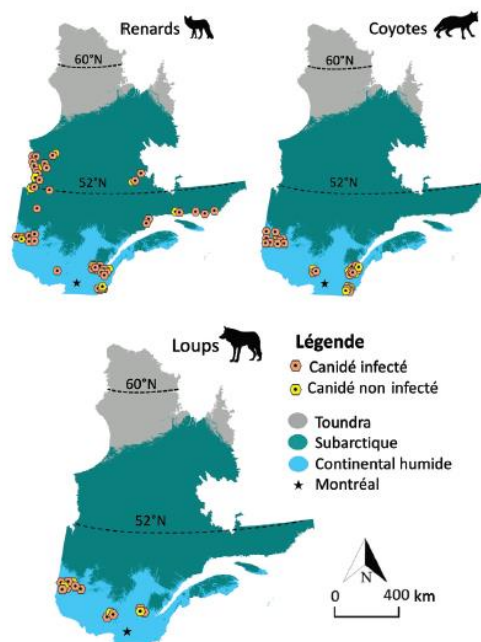 Renards
60°N
52°N
Coyotes
60°N
52°N
Loups
60°N
52°N
Légende
Canidé infecté
Canidé non infecté
Toundra
Subarctique
Continental humide
Montréal
N
0 400 km